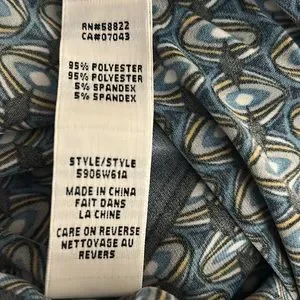 RN#58822
CA#07043
95% POLYESTER
95% POLYESTER
5% SPANDEX
5% SPANDEX
STYLE/STYLE
S906W61A
MADE IN CHINA
FAIT DANS
LA CHINE
CARE ON REVERSE
NETTOYAGE AU
REVERS